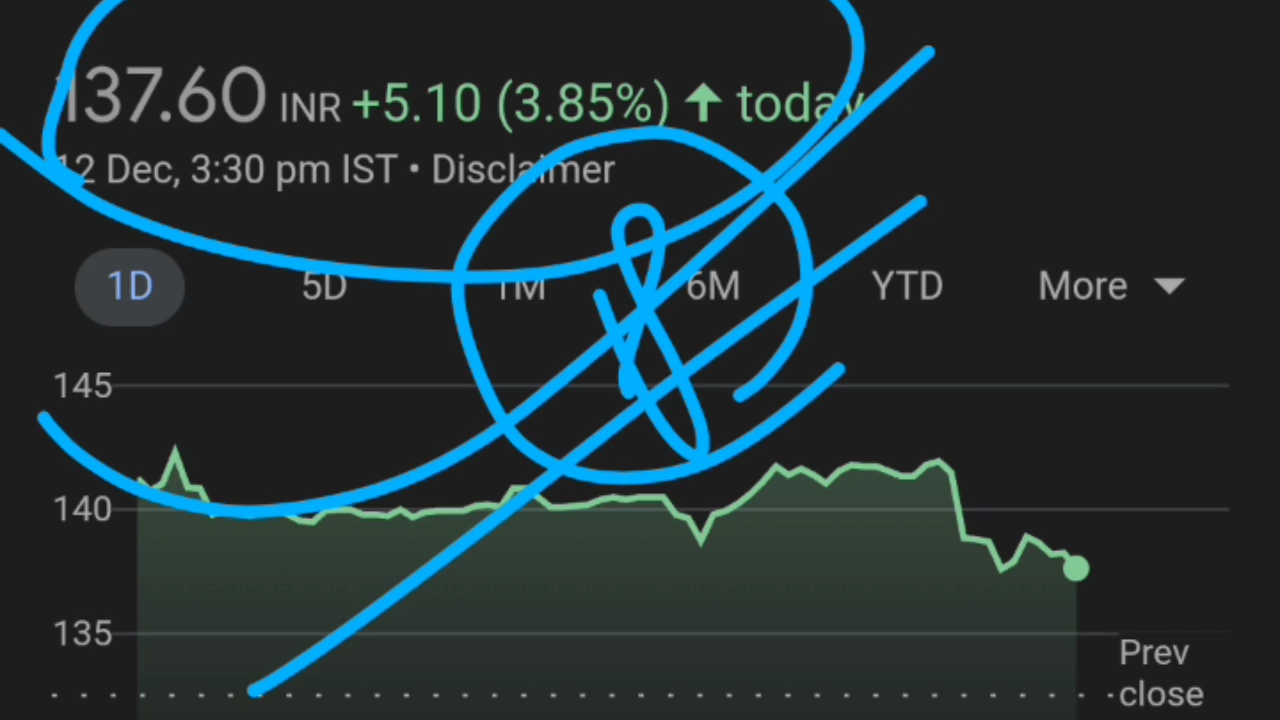 137.60 INR +5.10 (3.85%) ↑ today
12 Dec, 3:30 pm IST • Disclaimer
1D 5D 1M 6M YTD More
145
140
135
Prev
close